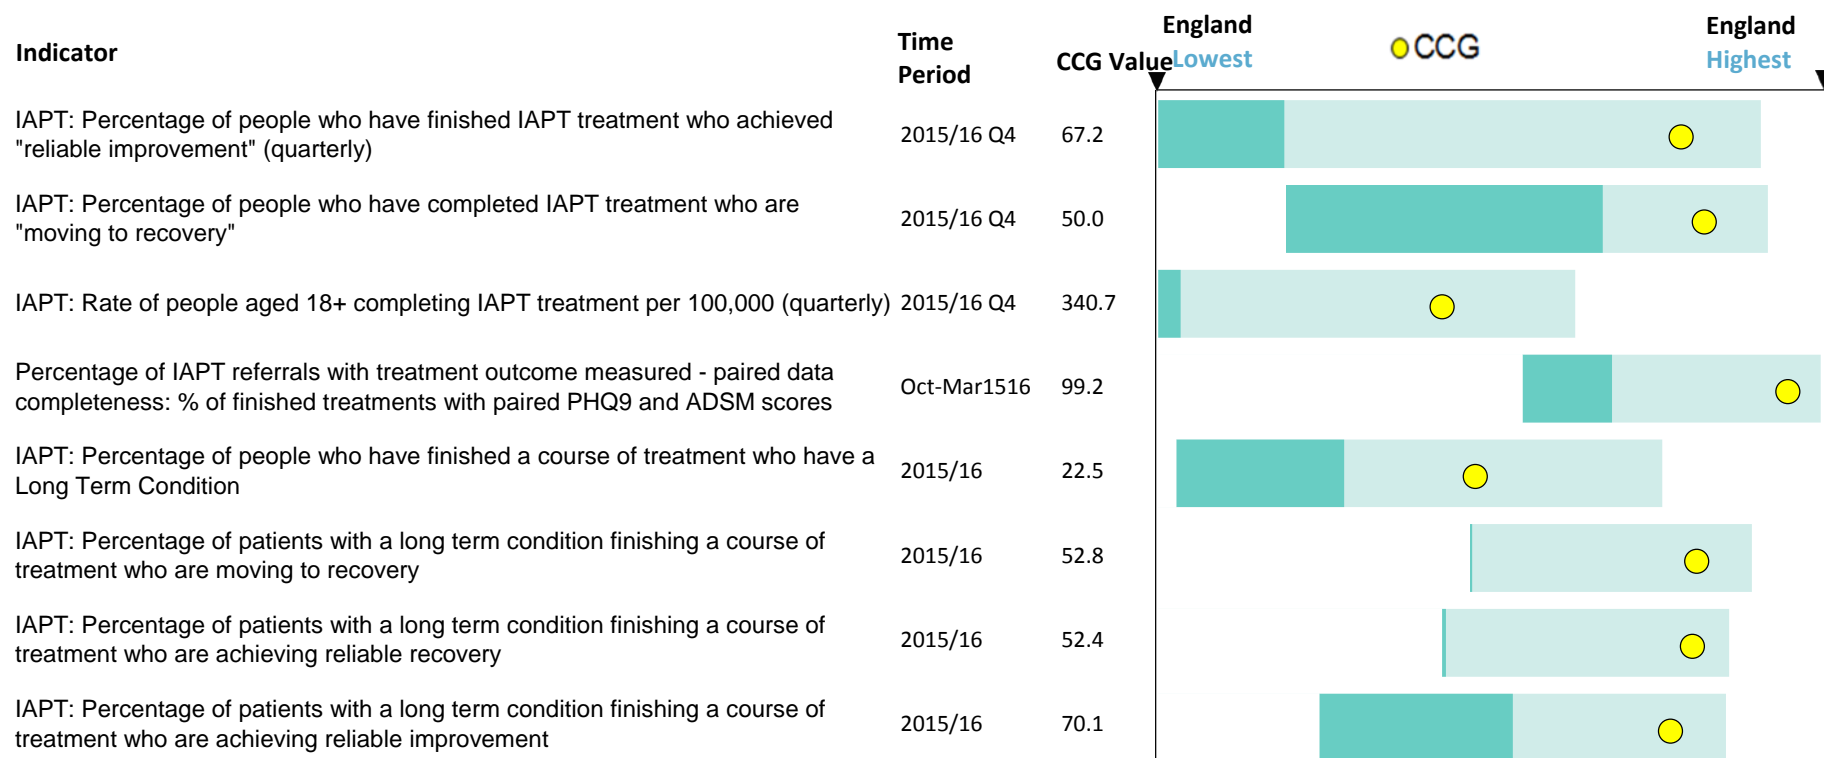 Indicator
Time
Period
CCG Value
England
Lowest
CCG
England
Highest
IAPT: Percentage of people who have finished IAPT treatment who achieved
"reliable improvement" (quarterly)
2015/16 Q4
67.2
IAPT: Percentage of people who have completed IAPT treatment who are
"moving to recovery"
2015/16 Q4
50.0
IAPT: Rate of people aged 18+ completing IAPT treatment per 100,000 (quarterly)
2015/16 Q4
340.7
Percentage of IAPT referrals with treatment outcome measured - paired data
completeness: % of finished treatments with paired PHQ9 and ADSM scores
Oct-Mar1516
99.2
IAPT: Percentage of people who have finished a course of treatment who have a
Long Term Condition
2015/16
22.5
IAPT: Percentage of patients with a long term condition finishing a course of
treatment who are moving to recovery
2015/16
52.8
IAPT: Percentage of patients with a long term condition finishing a course of
treatment who are achieving reliable recovery
2015/16
52.4
IAPT: Percentage of patients with a long term condition finishing a course of
treatment who are achieving reliable improvement
2015/16
70.1